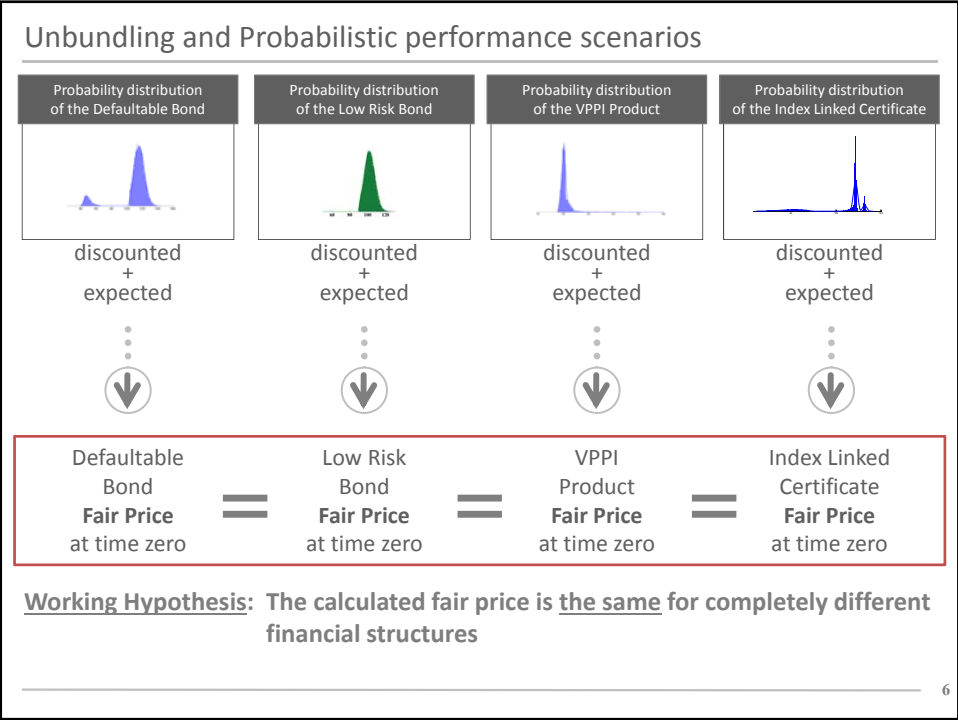 Unbundling and Probabilistic performance scenarios
Probability distribution
of the Defaultable Bond
Probability distribution
of the Low Risk Bond
Probability distribution
of the VPPI Product
Probability distribution
of the Index Linked Certificate
60 80 100 120
discounted
+
expected
discounted
+
expected
discounted
+
expected
discounted
+
expected
Defaultable
Bond
Fair Price
at time zero
=
Low Risk
Bond
Fair Price
at time zero
=
VPPI
Product
Fair Price
at time zero
=
Index Linked
Certificate
Fair Price
at time zero
Working Hypothesis: The calculated fair price is the same for completely different
financial structures
6